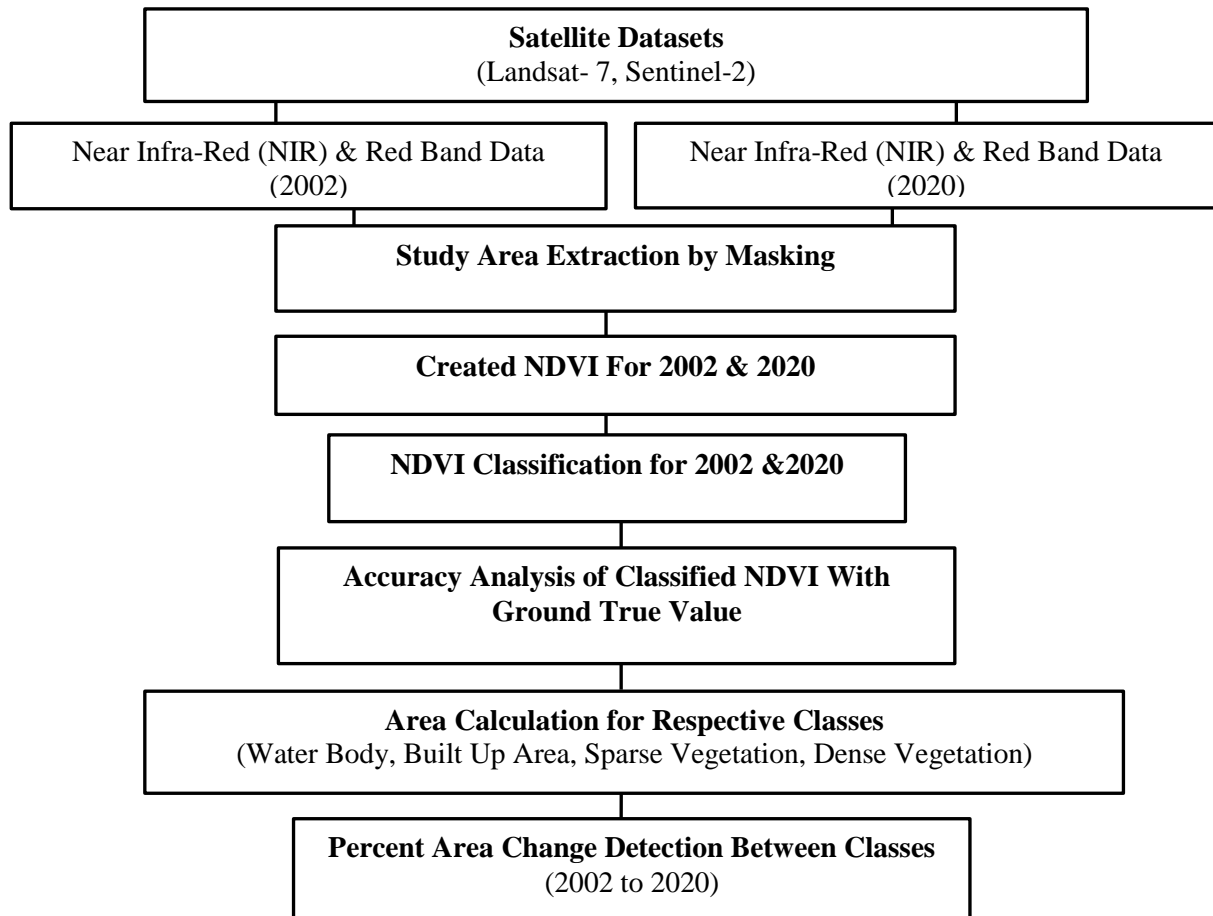 Satellite Datasets
(Landsat- 7, Sentinel-2)
Near Infra-Red (NIR) & Red Band Data
(2002)
Near Infra-Red (NIR) & Red Band Data
(2020)
Study Area Extraction by Masking
Created NDVI For 2002 & 2020
NDVI Classification for 2002 &2020
Accuracy Analysis of Classified NDVI With
Ground True Value
Area Calculation for Respective Classes
(Water Body, Built Up Area, Sparse Vegetation, Dense Vegetation)
Percent Area Change Detection Between Classes
(2002 to 2020)